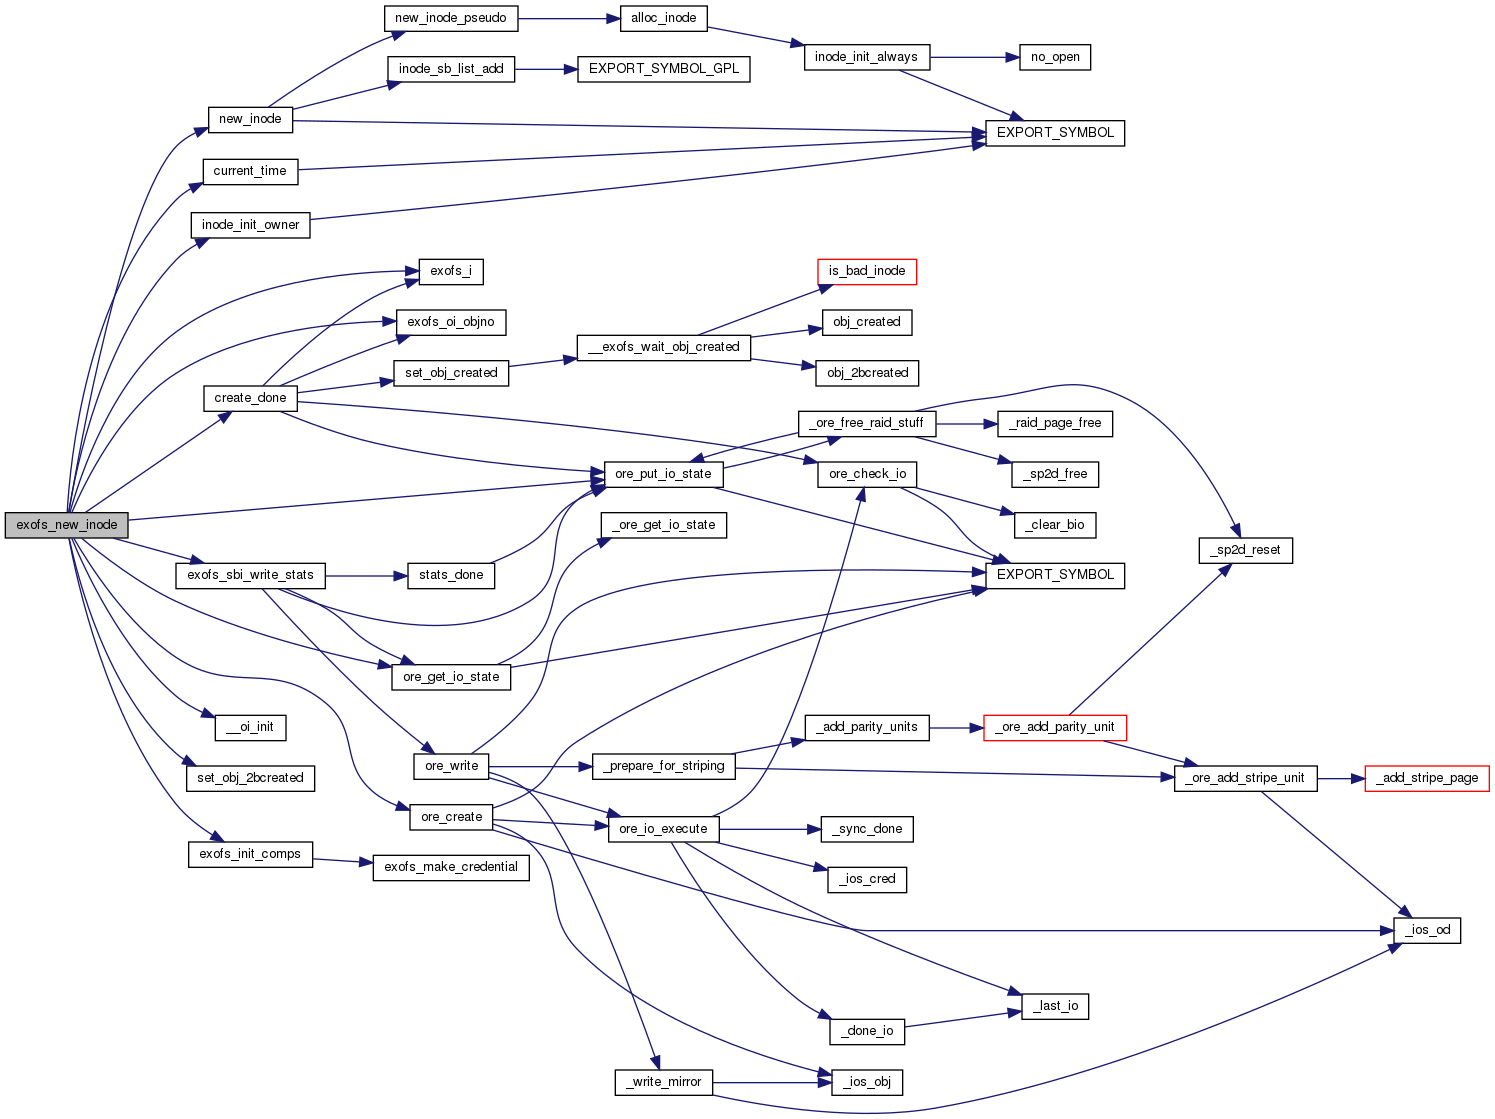 new_inode_pseudo
alloc_inode
inode_init_always
no_open
inode_sb_list_add
EXPORT_SYMBOL_GPL
new_inode
EXPORT_SYMBOL
current_time
inode_init_owner
exofs_i
is_bad_inode
exofs_oi_objno
obj_created
__exofs_wait_obj_created
set_obj_created
obj_2bcreated
create_done
_ore_free_raid_stuff
_raid_page_free
ore_put_io_state
ore_check_io
_sp2d_free
exofs_new_inode
_ore_get_io_state
_clear_bio
_sp2d_reset
exofs_sbi_write_stats
stats_done
EXPORT_SYMBOL
ore_get_io_state
__oi_init
_add_parity_units
_ore_add_parity_unit
set_obj_2bcreated
ore_write
_prepare_for_striping
_ore_add_stripe_unit
_add_stripe_page
ore_create
ore_io_execute
_sync_done
exofs_init_comps
exofs_make_credential
_ios_cred
_ios_od
_last_io
_done_io
_write_mirror
_ios_obj